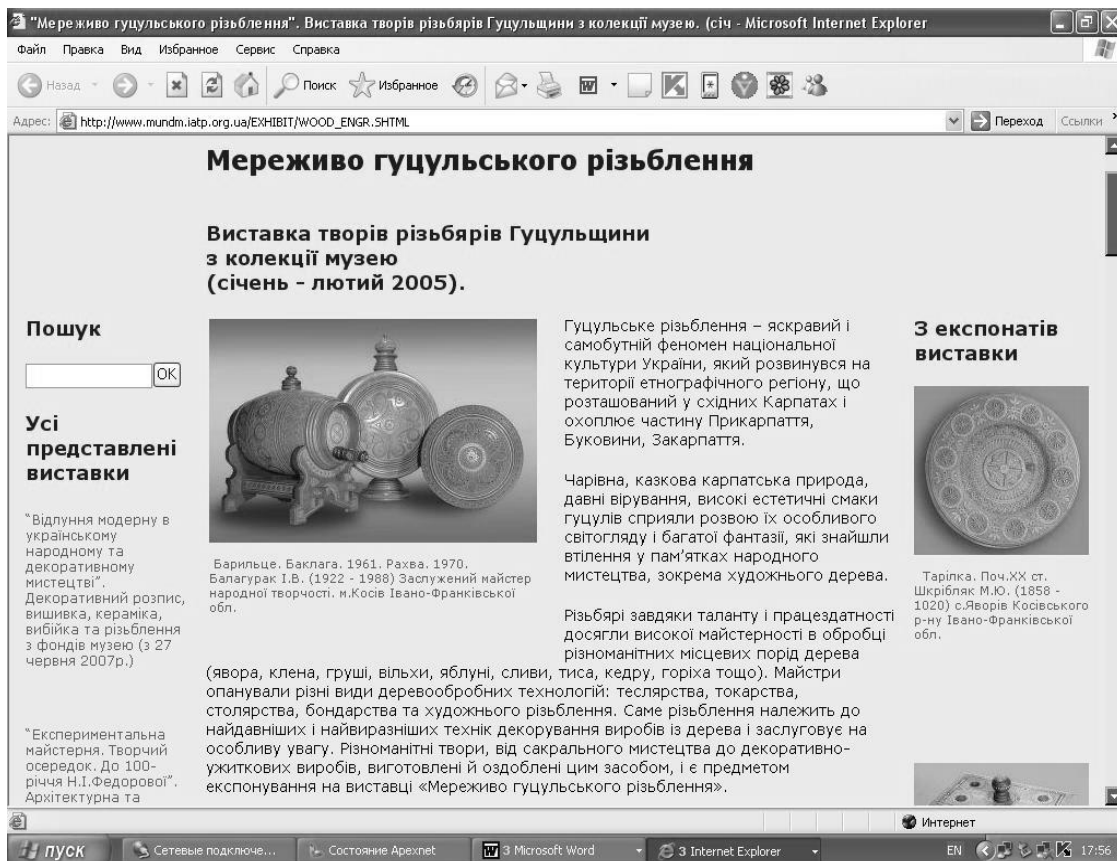 "Мереживо гуцульського різьблення". Виставка творів різьбярів Гуцульщини з колекції музею. (січ - Microsoft Internet Explorer
Файл Правка Вид Избранное Сервис Справка
Назад Поиск Избранное
Адрес: http://www.mundm.iatp.org.ua/EXHIBIT/WOOD_ENGR.SHTML Переход Ссылки »
Мереживо гуцульського різьблення
Виставка творів різьбярів Гуцульщини
з колекції музею
(січень - лютий 2005).
Пошук
OK
Усі
представлені
виставки
"Відлуння модерну в
українському
народному та
декоративному
мистецтві".
Декоративний розпис,
вишивка, кераміка,
вибійка та різьблення
з фондів музею (з 27
червня 2007р.)
"Експериментальна
майстерня. Творчий
осередок. До 100-
річчя Н.І.Федорової".
Архітектурна та
Барильце. Баклага. 1961. Рахва. 1970.
Балагурак І.В. (1922 - 1988) Заслужений майстер
народної творчості. м.Косів Івано-Франківської
обл.
Гуцульське різьблення – яскравий і
самобутній феномен національної
культури України, який розвинувся на
території етнографічного регіону, що
розташований у східних Карпатах і
охоплює частину Прикарпаття,
Буковини, Закарпаття.
Чарівна, казкова карпатська природа,
давні вірування, високі естетичні смаки
гуцулів сприяли розвою їх особливого
світогляду і багатої фантазії, які знайшли
втілення у пам’ятках народного
мистецтва, зокрема художнього дерева.
Різьбярі завдяки таланту і працездатності
досягли високої майстерності в обробці
різноманітних місцевих порід дерева
(явора, клена, груші, вільхи, яблуні, сливи, тиса, кедру, горіха тощо). Майстри
опанували різні види деревообробних технологій: теслярства, токарства,
столярства, бондарства та художнього різьблення. Саме різьблення належить до
найдавніших і найвиразніших технік декорування виробів із дерева і заслуговує на
особливу увагу. Різноманітні твори, від сакрального мистецтва до декоративно-
ужиткових виробів, виготовлені й оздоблені цим засобом, і є предметом
експонування на виставці «Мереживо гуцульського різьблення».
З експонатів
виставки
Тарілка. Поч.ХХ ст.
Шкрібляк М.Ю. (1858 -
1020) с.Яворів Косівського
р-ну Івано-Франківської
обл.
Интернет
пуск Сетевые подключе... Состояние Apexnet 3 Microsoft Word 3 Internet Explorer EN 17:56